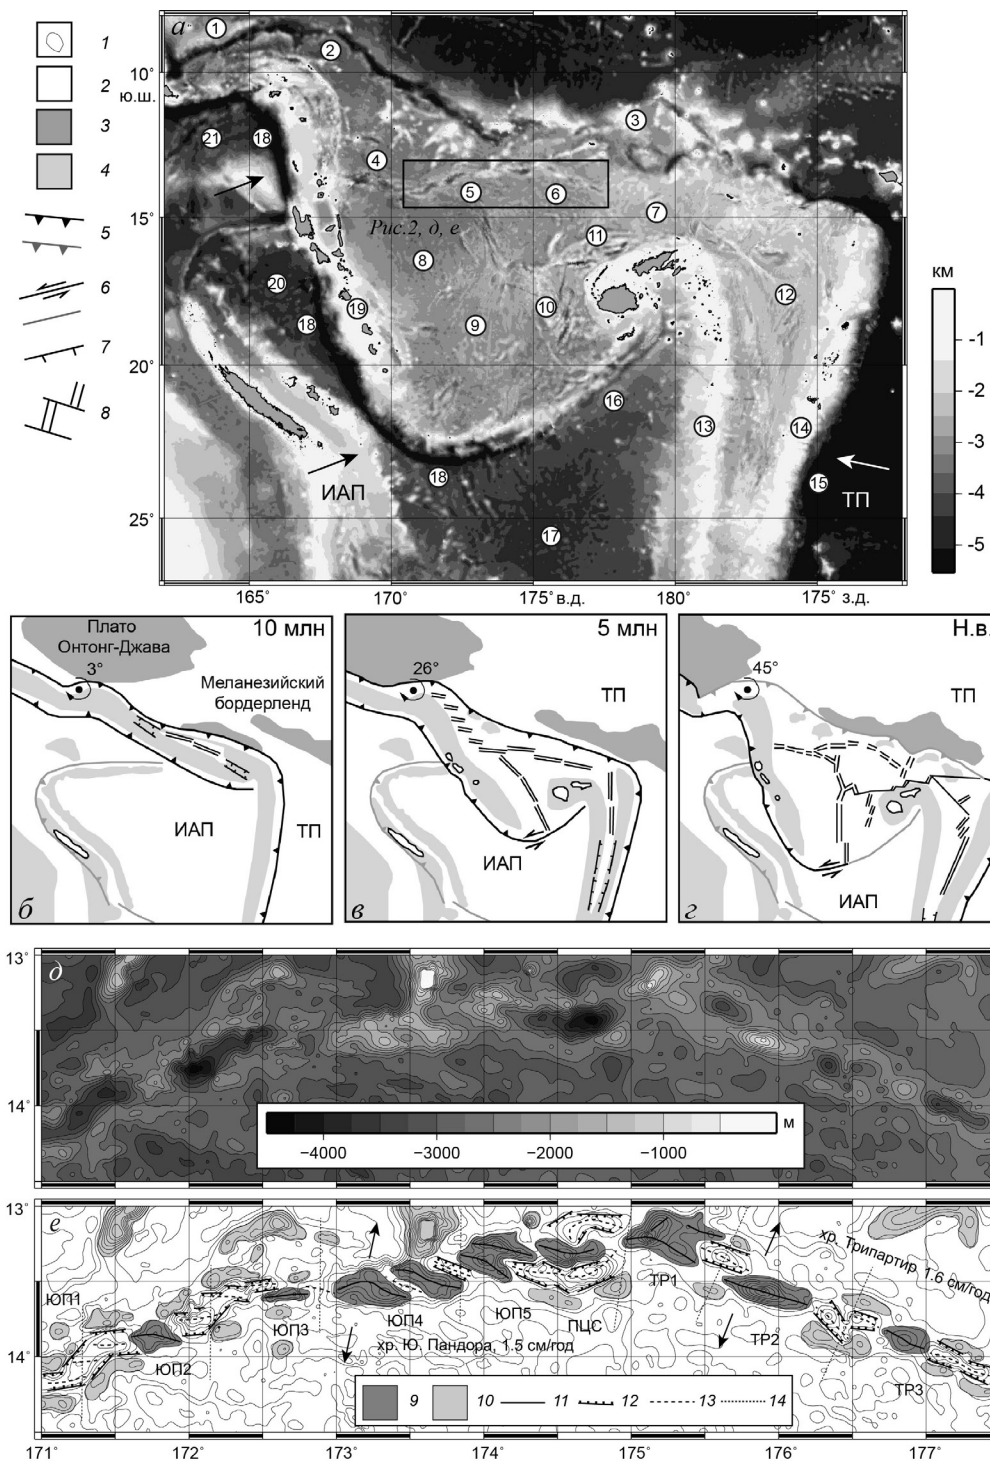 а
1
2
3
4
5
6
7
8
10°
ю.ш.
15°
20°
25°
1
2
3
4
5
6
7
8
9
10
11
12
13
14
15
16
17
18
18
18
19
20
21
Рис.2, д, е
ИАП
ТП
165°
170°
175° в.д.
180°
175° з.д.
км
-1
-2
-3
-4
-5
Плато
Онтонг-Джава
10 млн
3°
Меланезийский
бордерленд
ИАП
ТП
б
5 млн
26°
ТП
ИАП
в
Н.в.
45°
ТП
ИАП
г
13°
д
14°
м
−4000
−3000
−2000
−1000
13°
е
14°
ЮП1
ЮП2
ЮП3
ЮП4
ЮП5
ПЦС
ТР1
ТР2
ТР3
хр. Ю. Пандора, 1.5 см/год
хр. Трипартир 1.6 см/год
9
10
11
12
13
14
171°
172°
173°
174°
175°
176°
177°